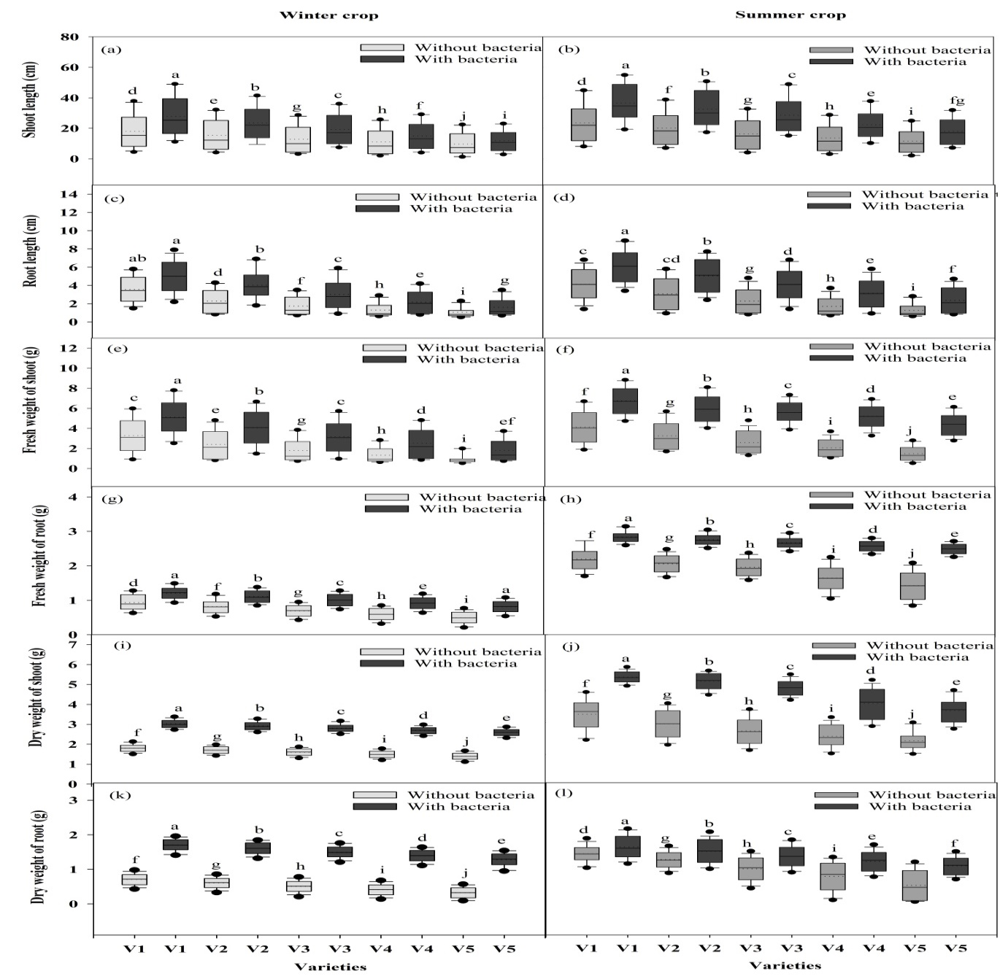 Winter crop
Summer crop
Shoot length (cm)
80
60
40
20
0
(a)
Without bacteria
With bacteria
d a e b g c h f j i
(b)
Without bacteria
With bacteria
d a f b g c h e i fg
Root length (cm)
14
12
10
8
6
4
2
0
(c)
Without bacteria
With bacteria
ab a d b f c h e i g
(d)
Without bacteria
With bacteria
c a cd b g d h e i f
Fresh weight of shoot (g)
12
10
8
6
4
2
0
(e)
Without bacteria
With bacteria
c a e b g c h d i ef
(f)
Without bacteria
With bacteria
f a g b h c i d j e
Fresh weight of root (g)
4
3
2
1
0
(g)
Without bacteria
With bacteria
d a f b g c h e i a
(h)
Without bacteria
With bacteria
f a g b h c i d j e
Dry weight of shoot (g)
7
6
5
4
3
2
1
0
(i)
Without bacteria
With bacteria
f a g b h c i d j e
(j)
Without bacteria
With bacteria
f a g b h c i d j e
Dry weight of root (g)
3
2
1
0
(k)
Without bacteria
With bacteria
f a g b h c i d j e
(l)
Without bacteria
With bacteria
d a g b h c i e j f
V1 V1 V2 V2 V3 V3 V4 V4 V5 V5
V1 V1 V2 V2 V3 V3 V4 V4 V5 V5
Varieties
Varieties